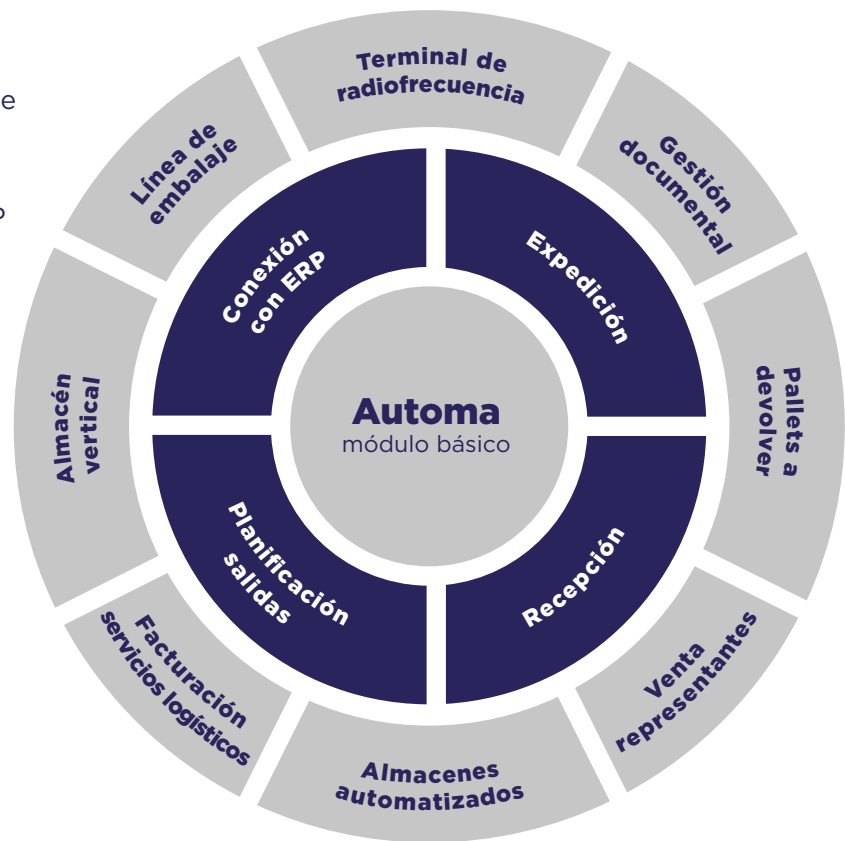 e
Terminal de
radiofrecuencia
Gestión
documental
Pallets a
devolver
Venta
representantes
Almacenes
automatizados
Facturación
servicios logísticos
Almacén
vertical
Línea de
embalaje
Conexión
con ERP
Expedición
Recepción
Planificación
salidas
Automa
módulo básico